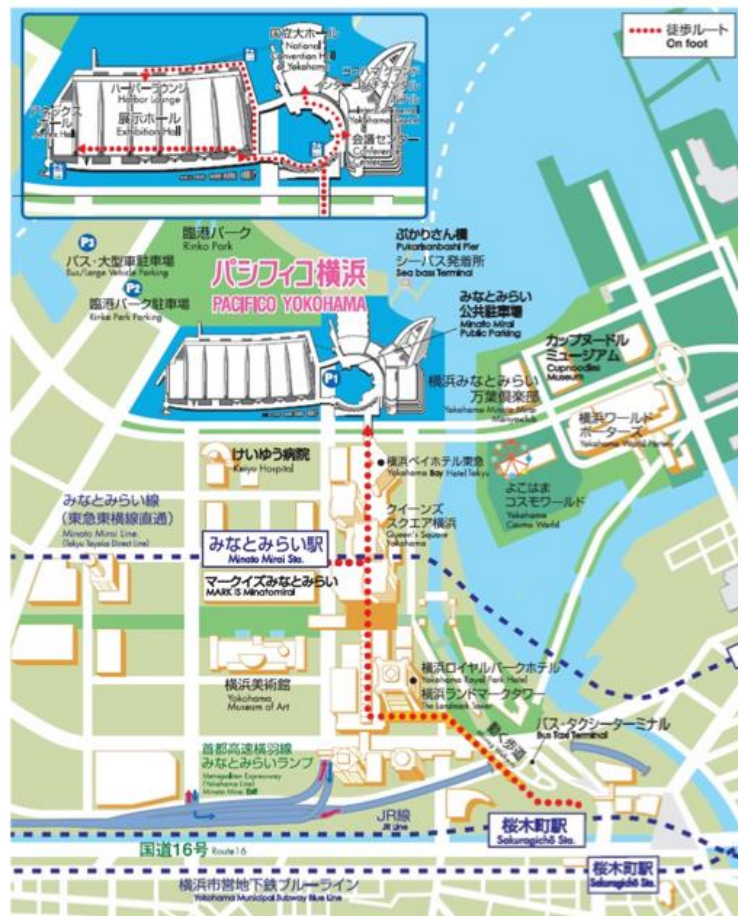 徒歩ルート
On foot
国立大ホール
National
Convention Hall
of Yokohama
ハーバーラウンジ
Harbor Lounge
展示ホール
Exhibition Hall
会議センター
Conference
Center
P3
バス・大型車駐車場
Bus/Large Vehicle Parking
P2
臨港パーク駐車場
Rinko Park Parking
臨港パーク
Rinko Park
パシフィコ横浜
PACIFICO YOKOHAMA
ぷかりさん橋
Pukarisanbashi Pier
シーバス発着所
Sea bass Terminal
みなとみらい
公共駐車場
Minato Mirai
Public Parking
P1
カップヌードル
ミュージアム
Cupnoodles
Museum
横浜みなとみらい
万葉倶楽部
横浜ワールド
ポーターズ
けいゆう病院
Keiyu Hospital
横浜ベイホテル東急
Yokohama Bay Hotel Tokyu
よこはま
コスモワールド
Yokohama
Cosmo World
みなとみらい線
(東急東横線直通)
Minato Mirai Line
(Tokyu Toyoko Direct Line)
クイーンズ
スクエア横浜
Queen's Square
Yokohama
みなとみらい駅
Minato Mirai Sta.
マークイズみなとみらい
MARK IS Minatomirai
横浜美術館
Yokohama
Museum of Art
横浜ロイヤルパークホテル
Yokohama Royal Park Hotel
横浜ランドマークタワー
The Landmark Tower
動く歩道
バス・タクシーターミナル
Bus Taxi Terminal
首都高速横羽線
みなとみらいランプ
Metropolitan Expressway
(Yokohane Line)
Minato Mirai Exit
JR線
JR Line
桜木町駅
Sakuragichō Sta.
国道16号 Route16
桜木町駅
Sakuragichō Sta.
横浜市営地下鉄ブルーライン
Yokohama Municipal Subway Blue Line